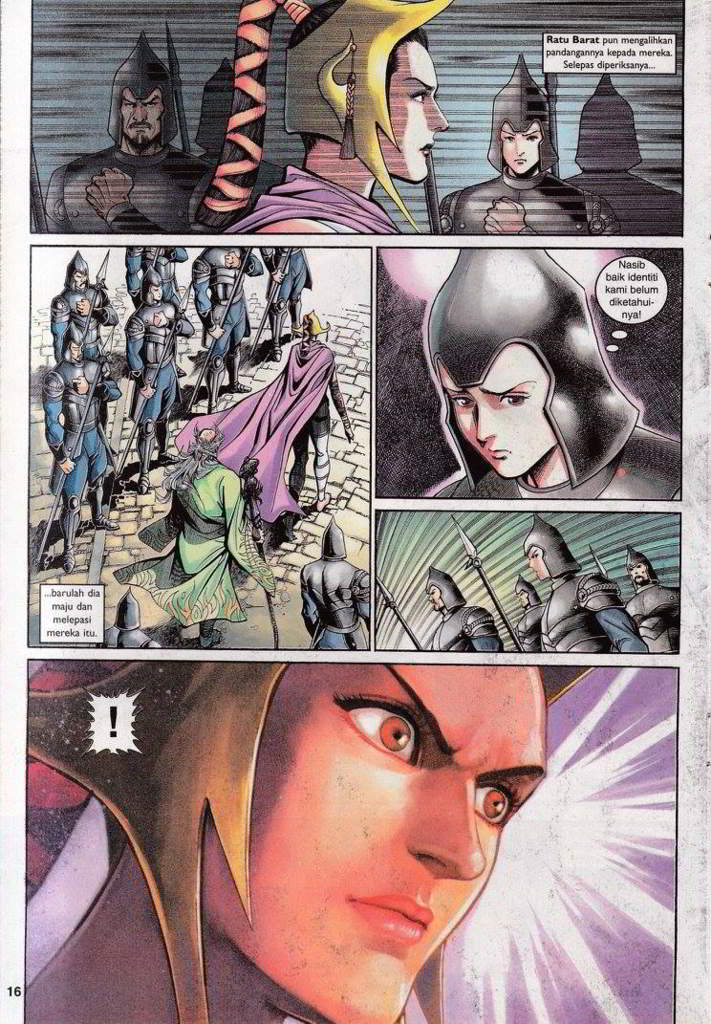 Ratu Barat pun mengalihkan
pandangannya kepada mereka.
Selepas diperiksanya...
Nasib
baik identiti
kami belum
diketahui-
nya!
...barulah dia
maju dan
melepasi
mereka itu.
!
16